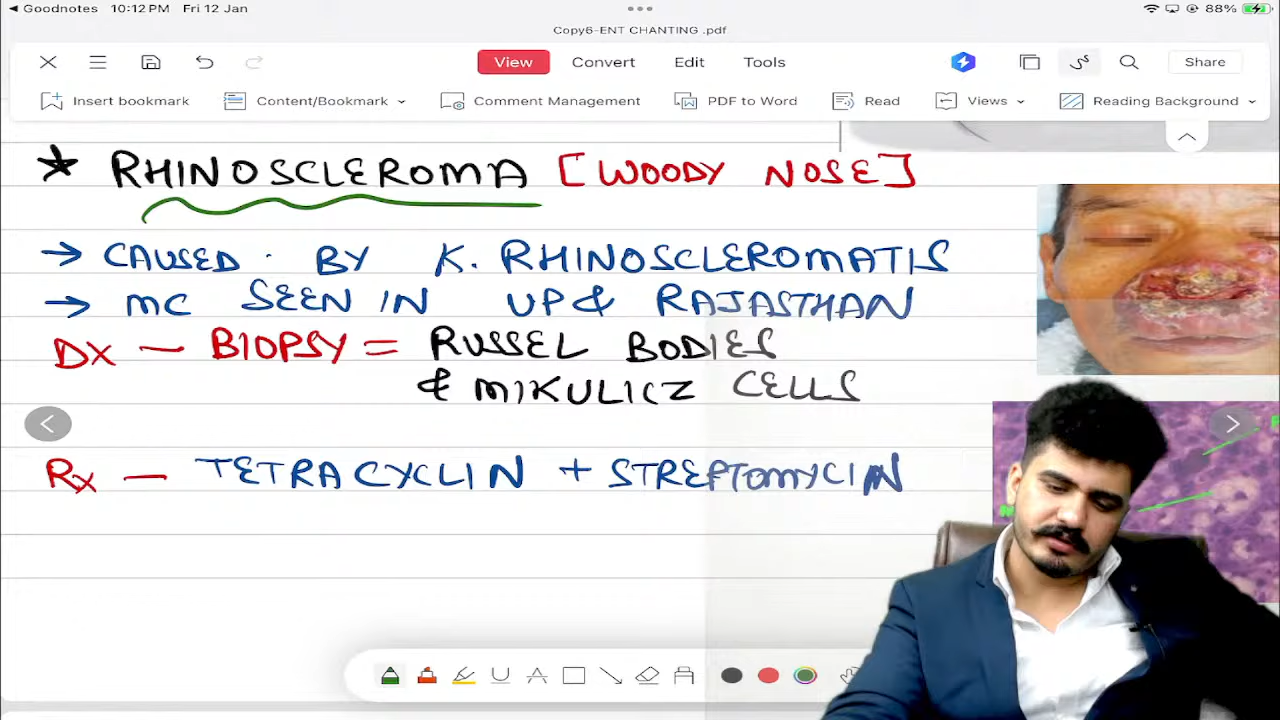 Goodnotes 10:12 PM Fri 12 Jan 88%
Copy6-ENT CHANTING .pdf
View Convert Edit Tools Share
Insert bookmark Content/Bookmark Comment Management PDF to Word Read Views Reading Background
★ RHINOSCLEROMA [WOODY NOSE]
→ CAUSED BY K. RHINOSCLEROMATIS
→ MC SEEN IN UP & RAJASTHAN
DX — BIOPSY = RUSSEL BODIES
& MIKULICZ CELLS
Rx — TETRACYCLIN + STREPTOMYCIN